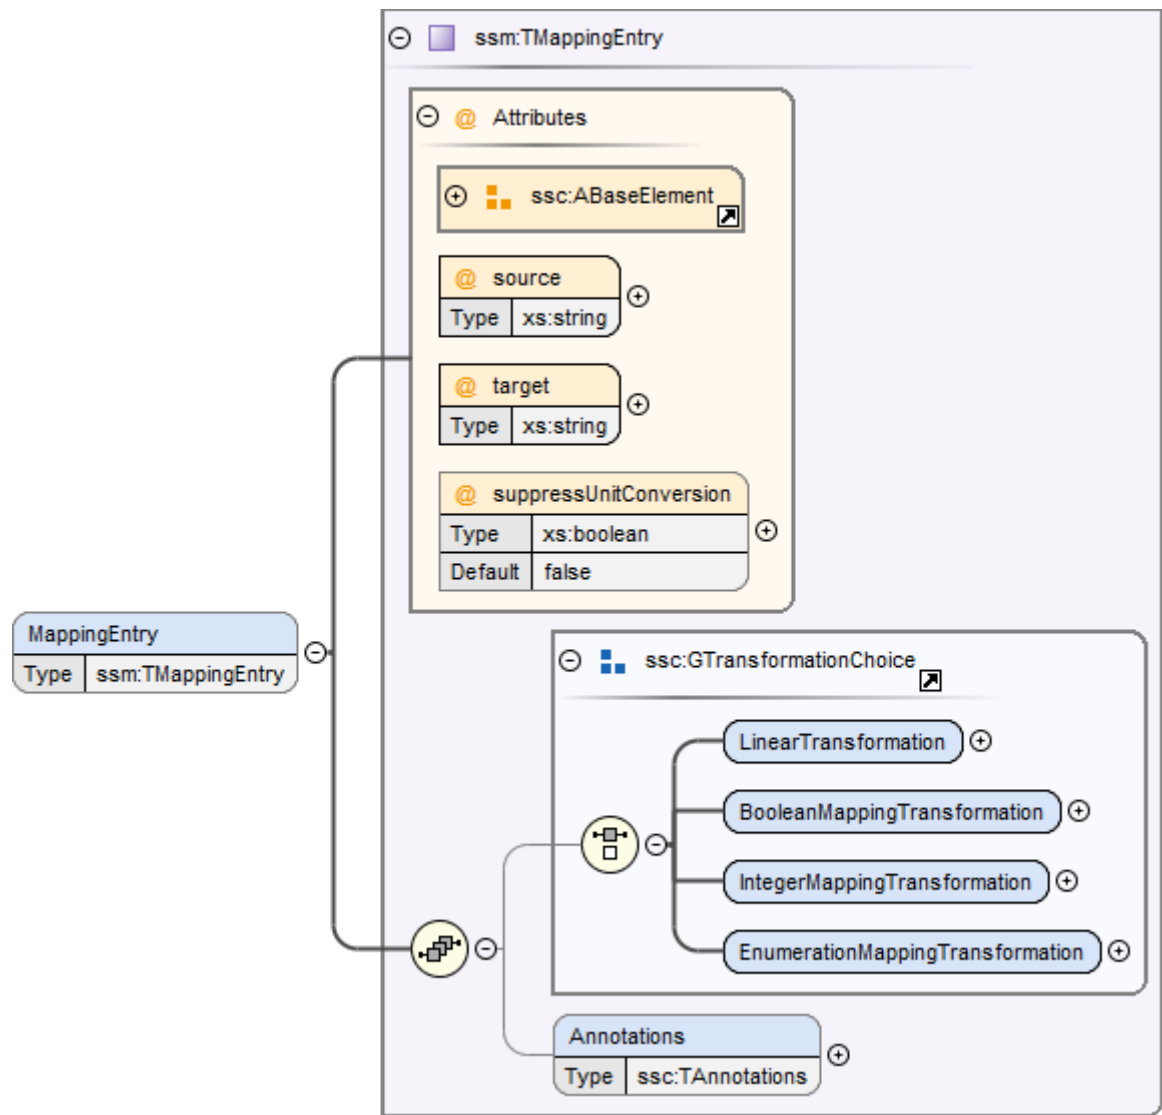 ssm:TMappingEntry
@ Attributes
ssc:ABaseElement
@ source
Type xs:string
@ target
Type xs:string
@ suppressUnitConversion
Type xs:boolean
Default false
MappingEntry
Type ssm:TMappingEntry
ssc:GTransformationChoice
LinearTransformation
BooleanMappingTransformation
IntegerMappingTransformation
EnumerationMappingTransformation
Annotations
Type ssc:TAnnotations